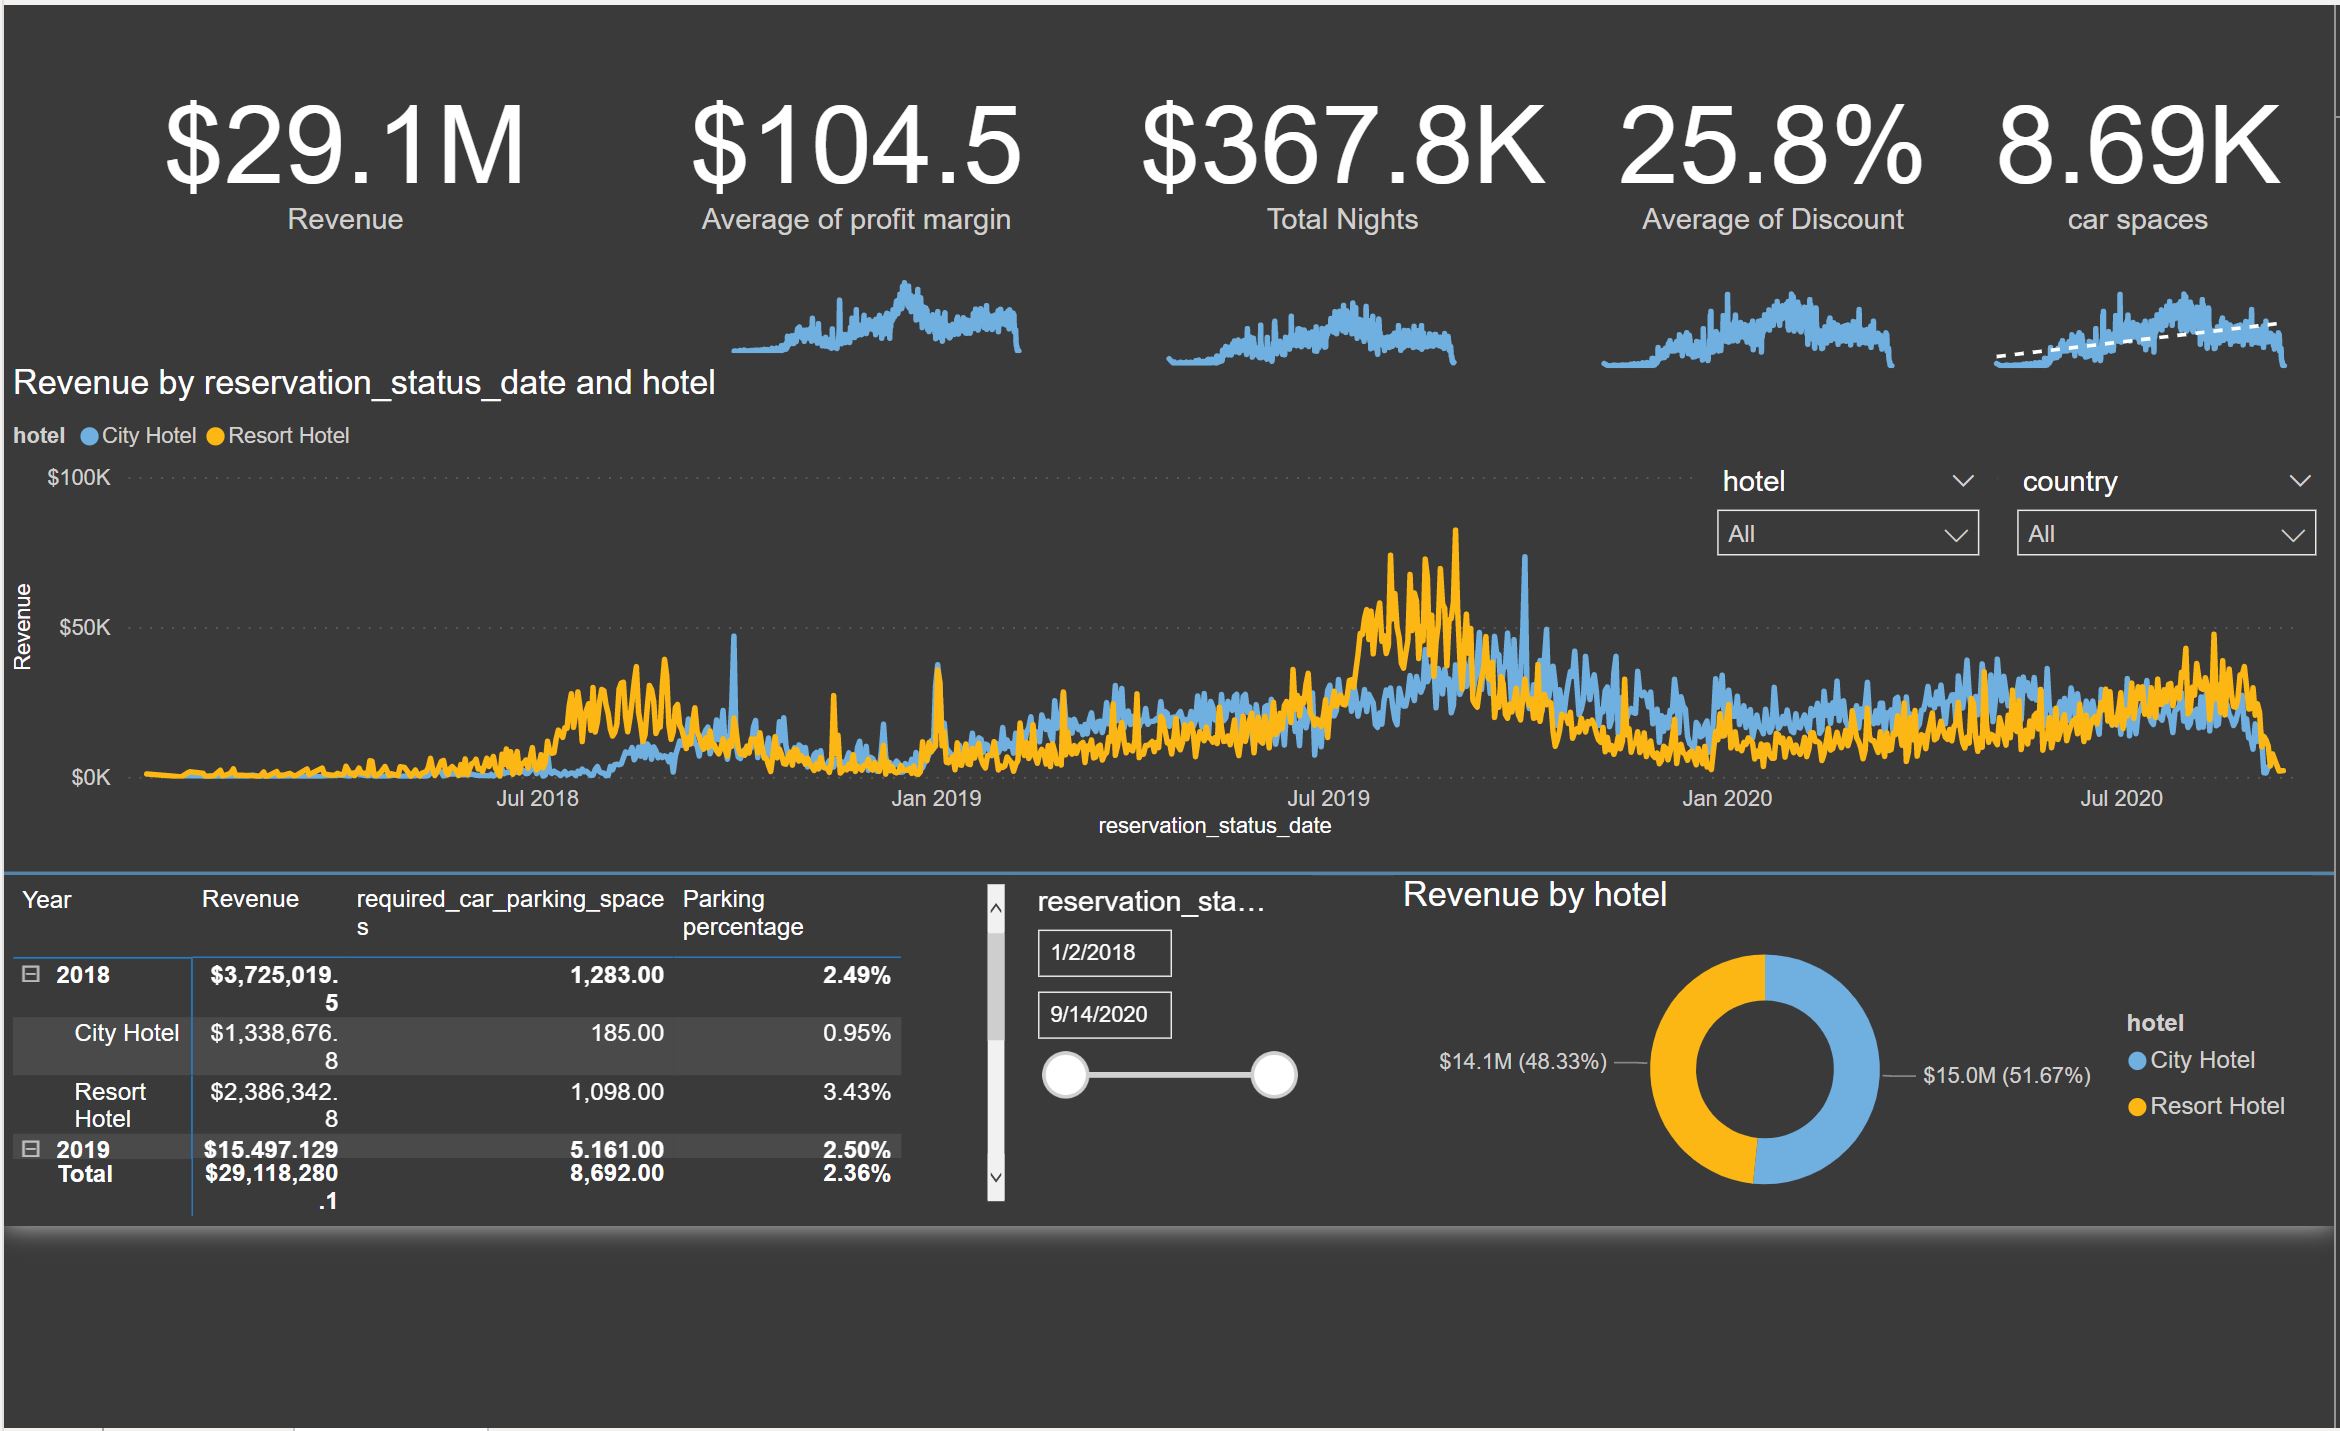 $29.1M
Revenue
$104.5
Average of profit margin
$367.8K
Total Nights
25.8%
Average of Discount
8.69K
car spaces
Revenue by reservation_status_date and hotel
hotel City Hotel Resort Hotel
hotel
All
country
All
Revenue
$100K
$50K
$0K
Jul 2018 Jan 2019 Jul 2019 Jan 2020 Jul 2020
reservation_status_date
Year Revenue required_car_parking_space Parking
s percentage
2018 $3,725,019. 1,283.00 2.49%
5
City Hotel $1,338,676. 185.00 0.95%
8
Resort $2,386,342. 1,098.00 3.43%
Hotel 8
2019 $15,497,129 5,161.00 2.50%
Total $29,118,280 8,692.00 2.36%
.1
reservation_sta...
1/2/2018
9/14/2020
Revenue by hotel
$14.1M (48.33%)
$15.0M (51.67%)
hotel
City Hotel
Resort Hotel